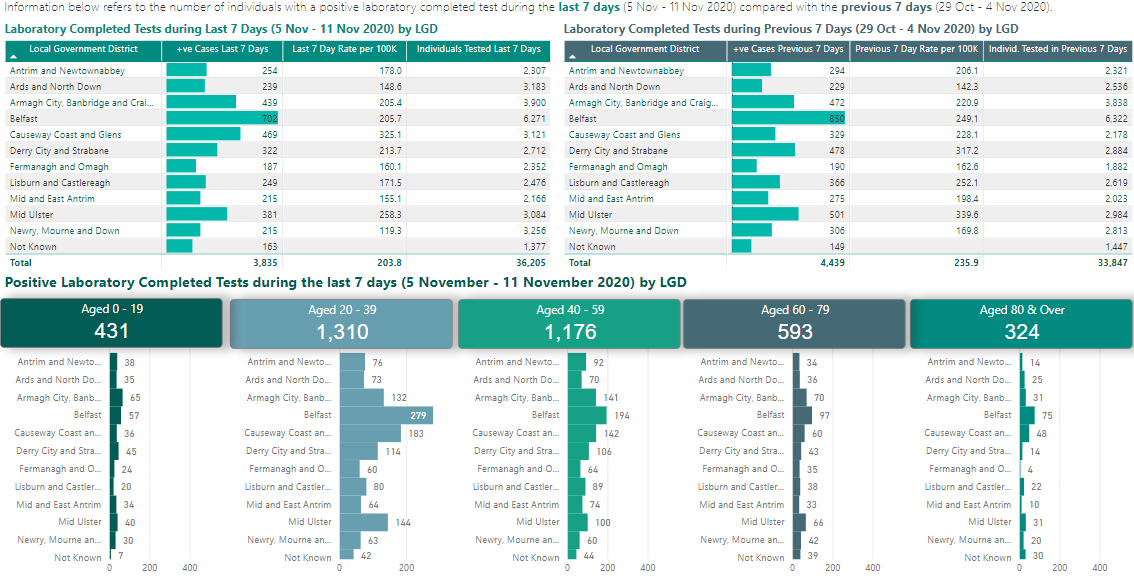 Information below refers to the number of individuals with a positive laboratory completed test during the last 7 days (5 Nov - 11 Nov 2020) compared with the previous 7 days (29 Oct - 4 Nov 2020).
Laboratory Completed Tests during Last 7 Days (5 Nov - 11 Nov 2020) by LGD
Local Government District +ve Cases Last 7 Days Last 7 Day Rate per 100K Individuals Tested Last 7 Days
Antrim and Newtownabbey 254 178.0 2,307
Ards and North Down 239 148.6 3,183
Armagh City, Banbridge and Crai... 439 205.4 3,900
Belfast 702 205.7 6,271
Causeway Coast and Glens 469 325.1 3,121
Derry City and Strabane 322 213.7 2,712
Fermanagh and Omagh 187 160.1 2,352
Lisburn and Castlereagh 249 171.5 2,476
Mid and East Antrim 215 155.1 2,166
Mid Ulster 381 258.3 3,084
Newry, Mourne and Down 215 119.3 3,256
Not Known 163 1,377
Total 3,835 203.8 36,205
Laboratory Completed Tests during Previous 7 Days (29 Oct - 4 Nov 2020) by LGD
Local Government District +ve Cases Previous 7 Days Previous 7 Day Rate per 100K Individ. Tested in Previous 7 Days
Antrim and Newtownabbey 294 206.1 2,321
Ards and North Down 229 142.3 2,536
Armagh City, Banbridge and Craig... 472 220.9 3,838
Belfast 850 249.1 6,322
Causeway Coast and Glens 329 228.1 2,178
Derry City and Strabane 478 317.2 2,884
Fermanagh and Omagh 190 162.6 1,882
Lisburn and Castlereagh 366 252.1 2,619
Mid and East Antrim 275 198.4 2,023
Mid Ulster 501 339.6 2,984
Newry, Mourne and Down 306 169.8 2,813
Not Known 149 1,447
Total 4,439 235.9 33,847
Positive Laboratory Completed Tests during the last 7 days (5 November - 11 November 2020) by LGD
Aged 0 - 19
431
Antrim and Newto... 38
Ards and North Do... 35
Armagh City, Banb... 65
Belfast 57
Causeway Coast an... 36
Derry City and Stra... 45
Fermanagh and O... 24
Lisburn and Castler... 20
Mid and East Antrim 34
Mid Ulster 40
Newry, Mourne an... 30
Not Known 7
0 200 400
Aged 20 - 39
1,310
Antrim and Newto... 76
Ards and North Do... 73
Armagh City, Banb... 132
Belfast 279
Causeway Coast an... 183
Derry City and Stra... 114
Fermanagh and O... 60
Lisburn and Castler... 80
Mid and East Antrim 64
Mid Ulster 144
Newry, Mourne an... 63
Not Known 42
0 200
Aged 40 - 59
1,176
Antrim and Newto... 92
Ards and North Do... 70
Armagh City, Banb... 141
Belfast 194
Causeway Coast an... 142
Derry City and Stra... 106
Fermanagh and O... 64
Lisburn and Castler... 89
Mid and East Antrim 74
Mid Ulster 100
Newry, Mourne an... 60
Not Known 44
0 200 400
Aged 60 - 79
593
Antrim and Newto... 34
Ards and North Do... 36
Armagh City, Banb... 70
Belfast 97
Causeway Coast an... 60
Derry City and Stra... 43
Fermanagh and O... 35
Lisburn and Castler... 38
Mid and East Antrim 33
Mid Ulster 66
Newry, Mourne an... 42
Not Known 39
0 200 400
Aged 80 & Over
324
Antrim and Newto... 14
Ards and North Do... 25
Armagh City, Banb... 31
Belfast 75
Causeway Coast an... 48
Derry City and Stra... 14
Fermanagh and O... 4
Lisburn and Castler... 22
Mid and East Antrim 10
Mid Ulster 31
Newry, Mourne an... 20
Not Known 30
0 200 400